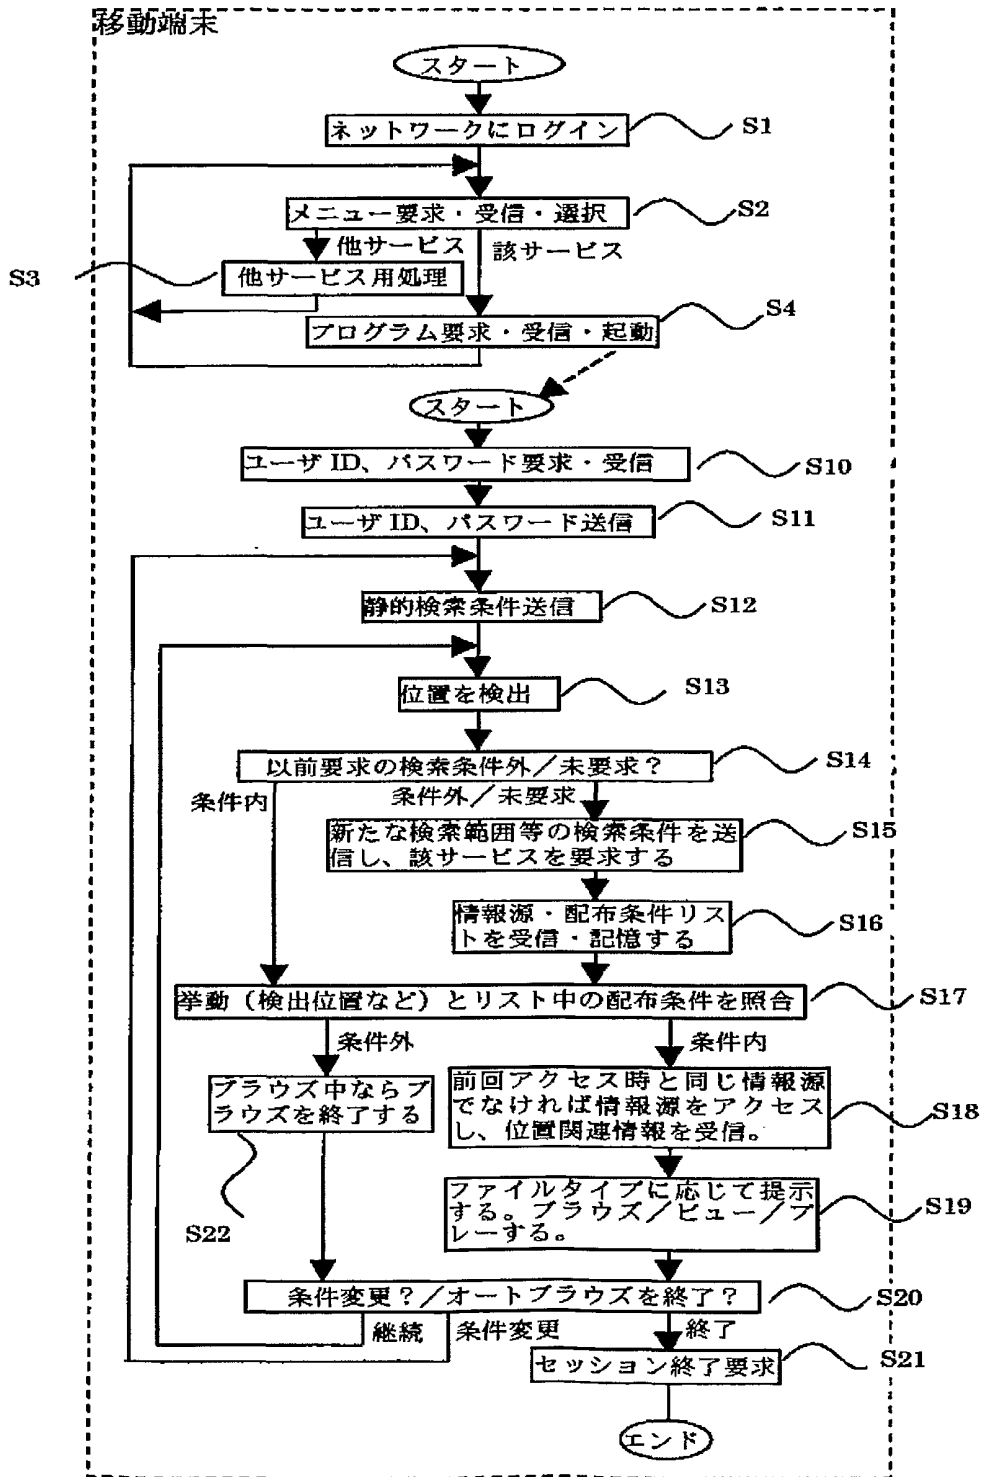 移動端末
スタート
ネットワークにログイン
S1
メニュー要求・受信・選択
S2
他サービス
該サービス
S3
他サービス用処理
プログラム要求・受信・起動
S4
スタート
ユーザID、パスワード要求・受信
S10
ユーザID、パスワード送信
S11
静的検索条件送信
S12
位置を検出
S13
以前要求の検索条件外／未要求？
S14
条件内
条件外／未要求
新たな検索範囲等の検索条件を送
信し、該サービスを要求する
S15
情報源・配布条件リス
トを受信・記憶する
S16
挙動（検出位置など）とリスト中の配布条件を照合
S17
条件外
条件内
ブラウズ中ならブ
ラウズを終了する
S22
前回アクセス時と同じ情報源
でなければ情報源をアクセス
し、位置関連情報を受信。
S18
ファイルタイプに応じて提示
する。ブラウズ／ビュー／プ
レーする。
S19
条件変更？／オートブラウズを終了？
S20
継続
条件変更
終了
セッション終了要求
S21
エンド